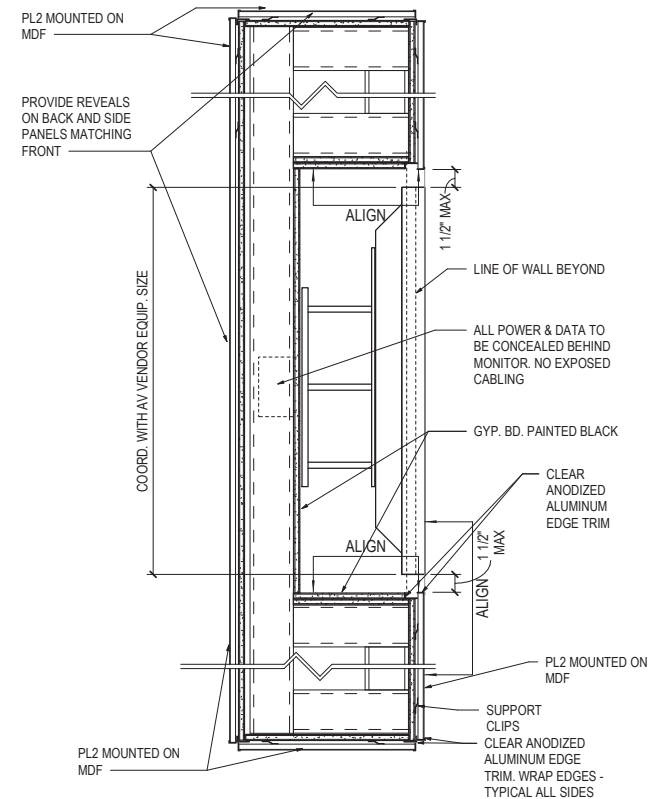 PL2 MOUNTED ON
MDF
PROVIDE REVEALS
ON BACK AND SIDE
PANELS MATCHING
FRONT
ALIGN
1 1/2" MAX
LINE OF WALL BEYOND
COORD. WITH AV VENDOR EQUIP. SIZE
ALL POWER & DATA TO
BE CONCEALED BEHIND
MONITOR. NO EXPOSED
CABLING
GYP. BD. PAINTED BLACK
CLEAR
ANODIZED
ALUMINUM
EDGE TRIM
ALIGN
1 1/2"
MAX
ALIGN
PL2 MOUNTED ON
MDF
SUPPORT
CLIPS
CLEAR ANODIZED
ALUMINUM EDGE
TRIM. WRAP EDGES -
TYPICAL ALL SIDES
PL2 MOUNTED ON
MDF